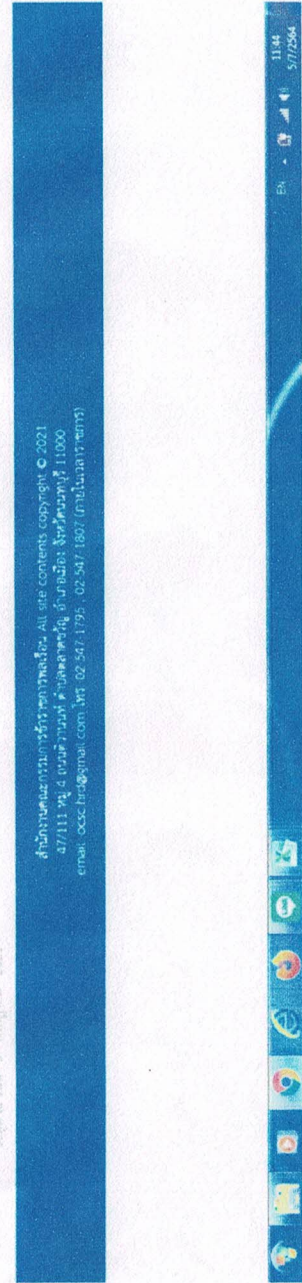 สำนักงานคณะกรรมการข้าราชการพลเรือน All site contents copyright © 2021
47/111 หมู่ 4 ถนนติวานนท์ ตำบลตลาดขวัญ อำเภอเมือง จังหวัดนนทบุรี 11000
email: ocsc.hrd@gmail.com โทร 02-547-1795 , 02-547-1807 (ภายในเวลาราชการ)
EN
11:44
5/7/2564